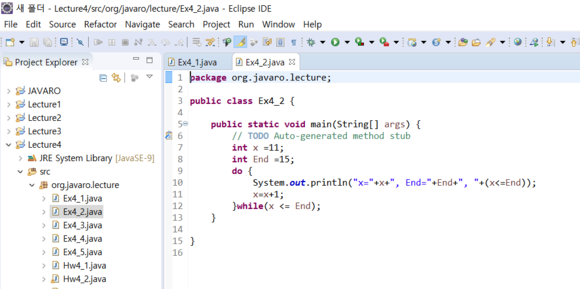 새 폴더 - Lecture4/src/org/javaro/lecture/Ex4_2.java - Eclipse IDE
File Edit Source Refactor Navigate Search Project Run Window Help
Project Explorer
Ex4_1.java Ex4_2.java
JAVARO
Lecture1
Lecture2
Lecture3
Lecture4
JRE System Library [JavaSE-9]
src
org.javaro.lecture
Ex4_1.java
Ex4_2.java
Ex4_3.java
Ex4_4.java
Ex4_5.java
Hw4_1.java
Hw4_2.java
1 package org.javaro.lecture;
2
3 public class Ex4_2 {
4
5 public static void main(String[] args) {
6 // TODO Auto-generated method stub
7 int x =11;
8 int End =15;
9 do {
10 System.out.println("x="+x+", End="+End+", "+(x<=End));
11 x=x+1;
12 }while(x <= End);
13 }
14
15 }
16